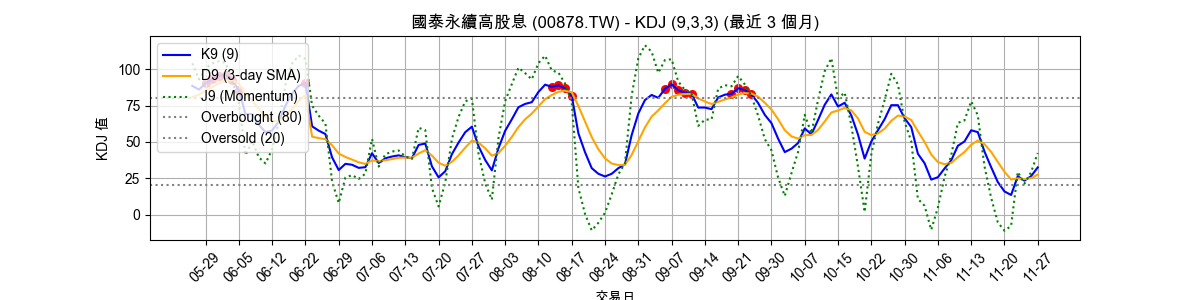 國泰永續高股息 (00878.TW) - KDJ (9,3,3) (最近 3 個月)
K9 (9)
D9 (3-day SMA)
J9 (Momentum)
Overbought (80)
Oversold (20)
KDJ 值
100
75
50
25
0
05-29 06-05 06-12 06-22 06-29 07-06 07-13 07-20 07-27 08-03 08-10 08-17 08-24 08-31 09-07 09-14 09-21 09-30 10-07 10-15 10-22 10-30 11-06 11-13 11-20 11-27
交易日